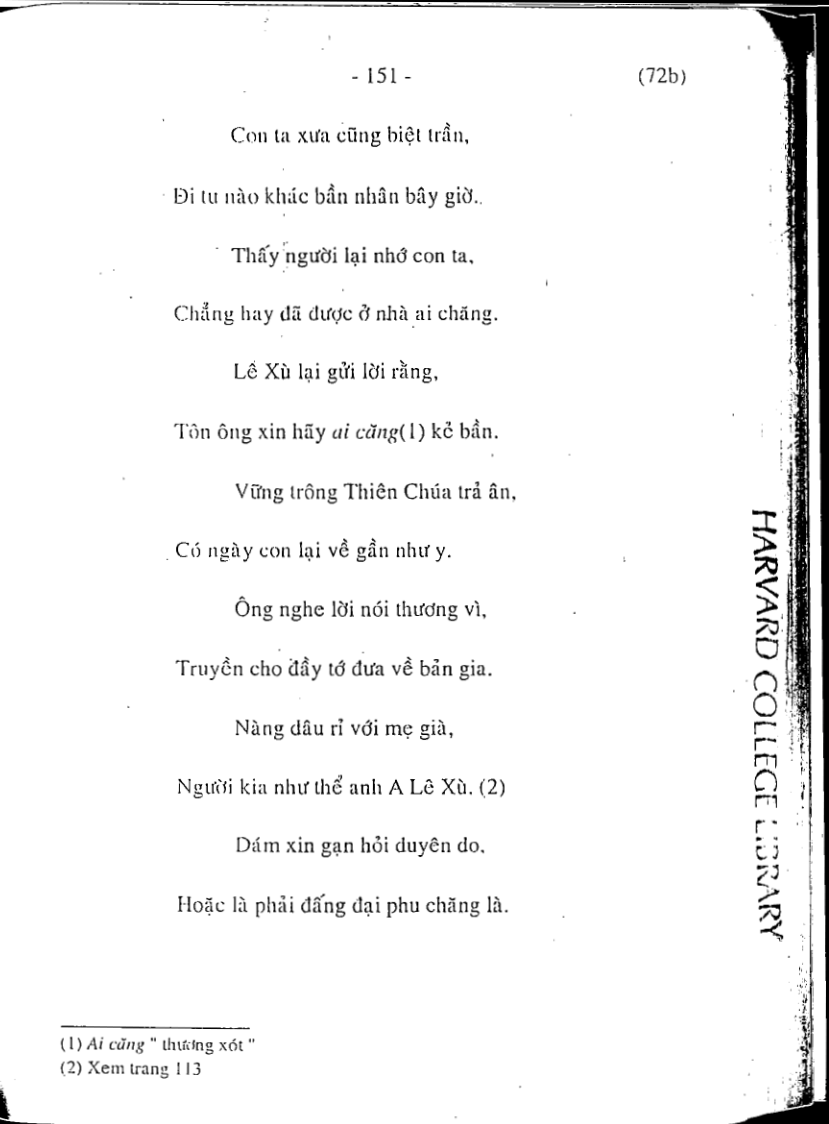 - 151 - (72b)
Con ta xưa cũng biệt trần,
Đi tu nào khác bần nhân bây giờ.
Thấy người lại nhớ con ta,
Chẳng hay đã được ở nhà ai chăng.
Lê Xù lại gửi lời rằng,
Tôn ông xin hãy ai căng(1) kẻ bần.
Vững trông Thiên Chúa trả ân,
Có ngày con lại về gần như y.
Ông nghe lời nói thương vì,
Truyền cho đầy tớ đưa về bản gia.
Nàng dâu rỉ với mẹ già,
Người kia như thể anh A Lê Xù. (2)
Dám xin gạn hỏi duyên do,
Hoặc là phải đấng đại phu chăng là.
(1) Ai căng " thương xót "
(2) Xem trang 113
HARVARD COLLEGE LIBRARY